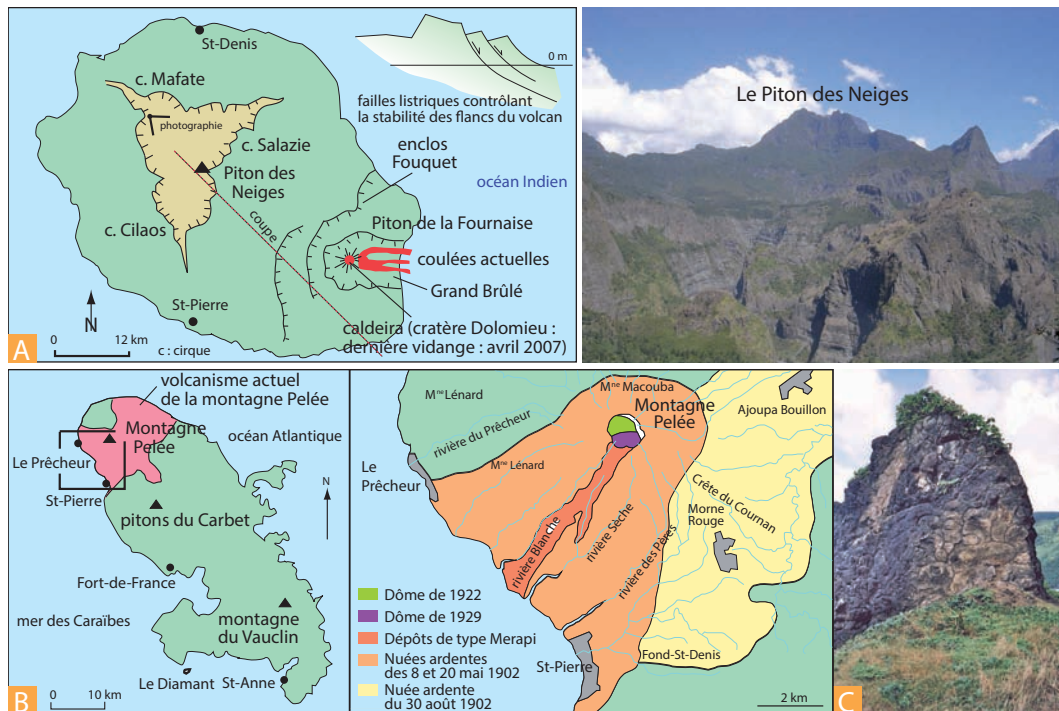 St-Denis
c. Mafate
photographie
c. Salazie
Piton des
Neiges
c. Cilaos
coupe
St-Pierre
N
0 12 km
c : cirque
A
0 m
failles listriques contrôlant
la stabilité des flancs du volcan
enclos
Fouquet
océan Indien
Piton de la Fournaise
coulées actuelles
Grand Brûlé
caldeira (cratère Dolomieu :
dernière vidange : avril 2007)
Le Piton des Neiges
volcanisme actuel
de la montagne Pelée
Montagne
Pelée
océan Atlantique
Le Prêcheur
St-Pierre
N
pitons du Carbet
Fort-de-France
mer des Caraïbes
montagne
du Vauclin
Le Diamant
St-Anne
B
0 10 km
Mne Lénard
Mne Macouba
Ajoupa Bouillon
Montagne
Pelée
rivière du Prêcheur
Mne Lénard
Le
Prêcheur
Crête du Cournan
Morne
Rouge
rivière Blanche
rivière Sèche
rivière des Pères
Dôme de 1922
Dôme de 1929
Dépôts de type Merapi
Nuées ardentes
des 8 et 20 mai 1902
Nuée ardente
du 30 août 1902
St-Pierre
Fond-St-Denis
2 km
C